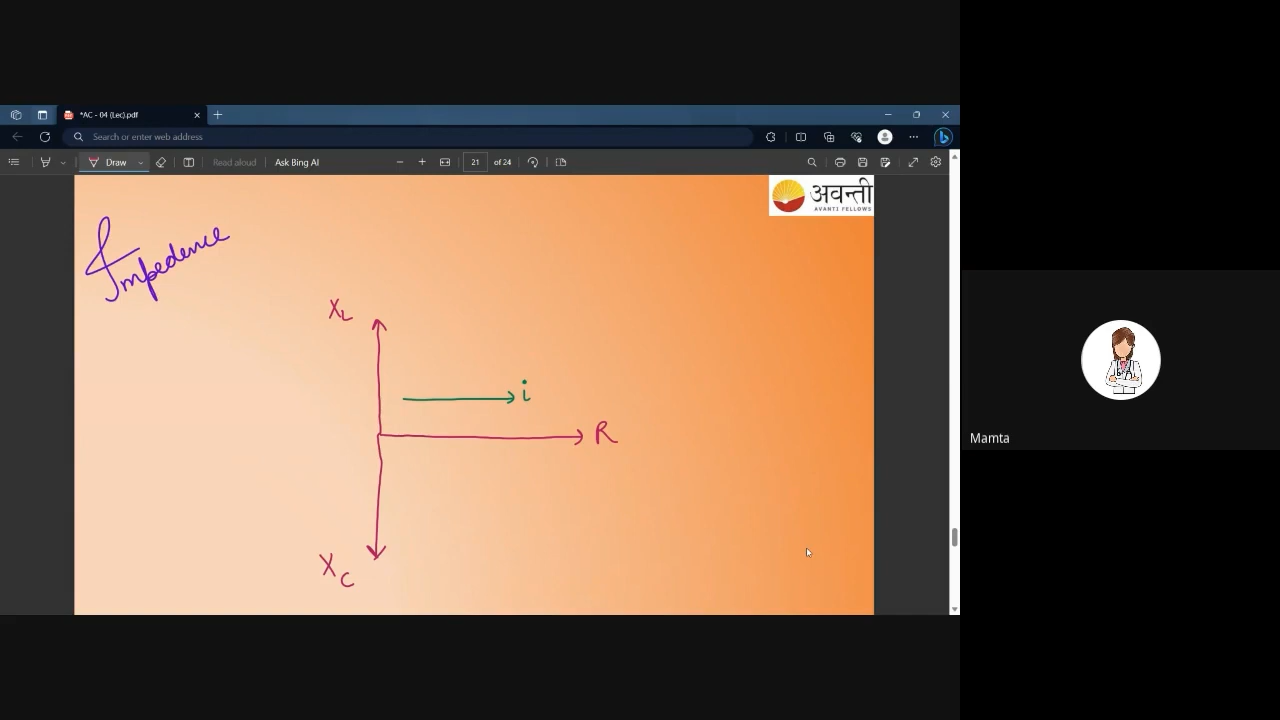 *AC - 04 (Lec).pdf
Search or enter web address
Draw
Read aloud
Ask Bing AI
21
of 24
अवन्ती
AVANTI FELLOWS
Impedence
XL
i
R
XC
Mamta